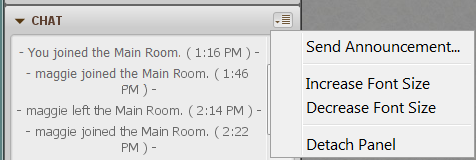 CHAT
- You joined the Main Room. ( 1:16 PM ) -
- maggie joined the Main Room. ( 1:46
PM ) -
- maggie left the Main Room. ( 2:14 PM ) -
- maggie joined the Main Room. ( 2:22
PM ) -
Send Announcement...
Increase Font Size
Decrease Font Size
Detach Panel